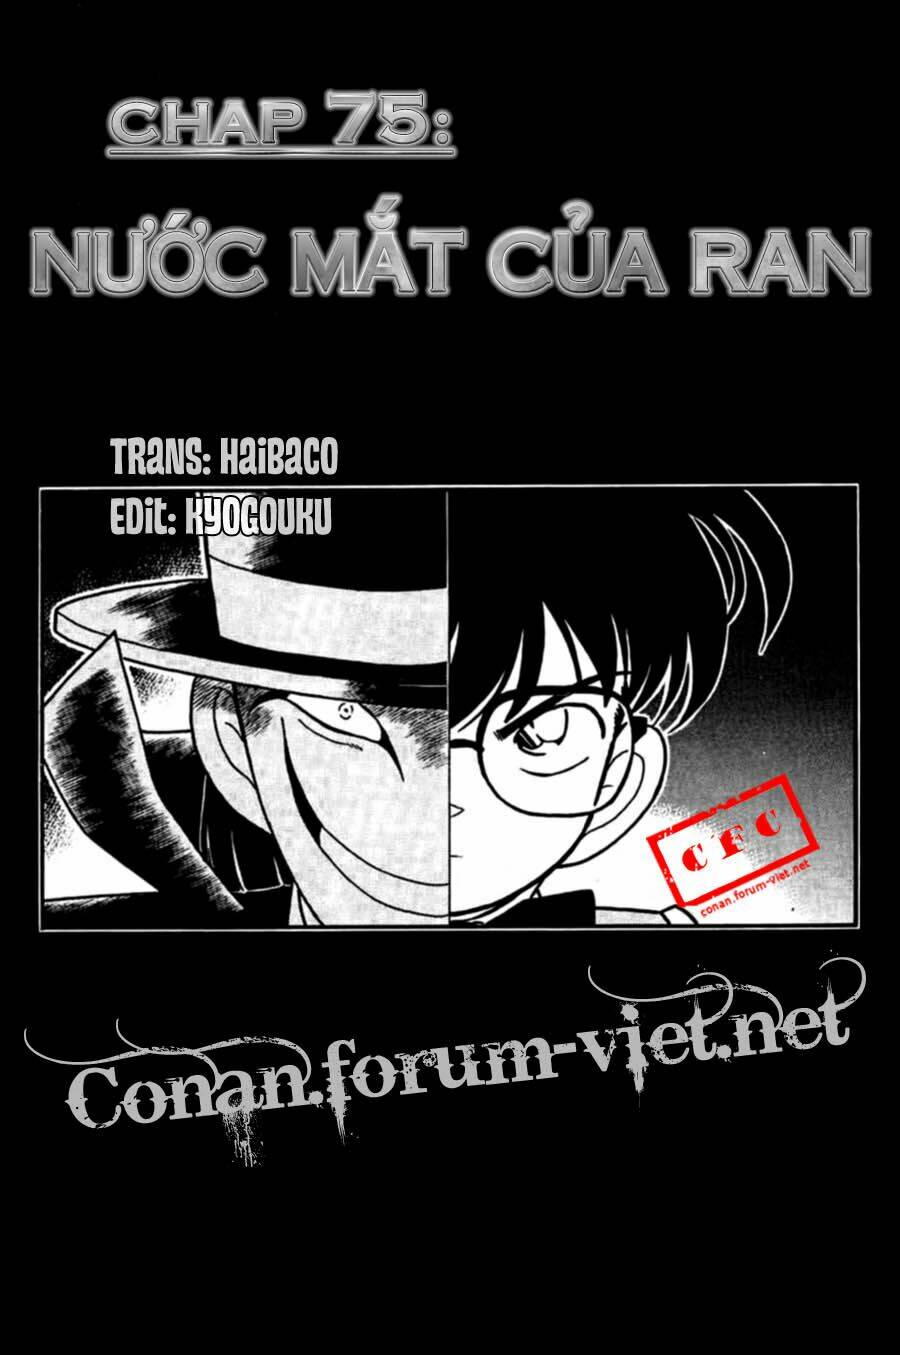 CHAP 75:
NƯỚC MẮT CỦA RAN
TRANS: HAiBACO
EDit: KYOGOUKU
CFC
conan.forum-viet.net
Conan.forum-viet.net